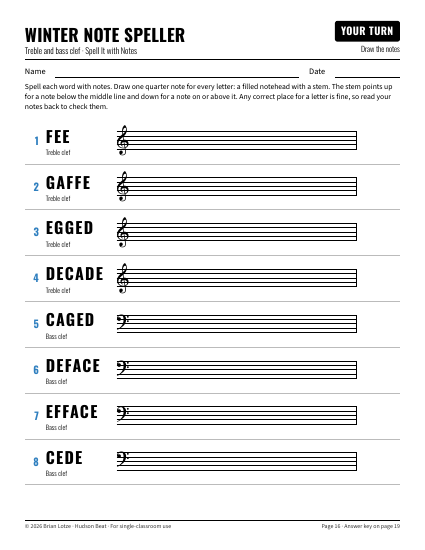 WINTER NOTE SPELLER
YOUR TURN
Treble and bass clef · Spell It with Notes
Draw the notes
Name
Date
Spell each word with notes. Draw one quarter note for every letter: a filled notehead with a stem. The stem points up
for a note below the middle line and down for a note on or above it. Any correct place for a letter is fine, so read your
notes back to check them.
1 FEE
Treble clef
2 GAFFE
Treble clef
3 EGGED
Treble clef
4 DECADE
Treble clef
5 CAGED
Bass clef
6 DEFACE
Bass clef
7 EFFACE
Bass clef
8 CEDE
Bass clef
© 2026 Brian Lotze · Hudson Beat · For single-classroom use
Page 16 · Answer key on page 19